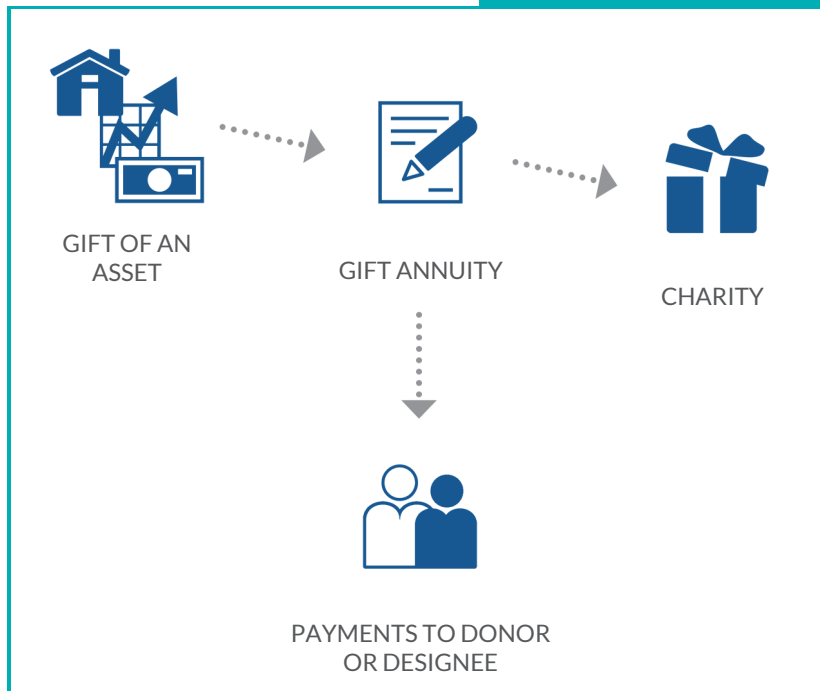 GIFT OF AN
ASSET
GIFT ANNUITY
CHARITY
PAYMENTS TO DONOR
OR DESIGNEE